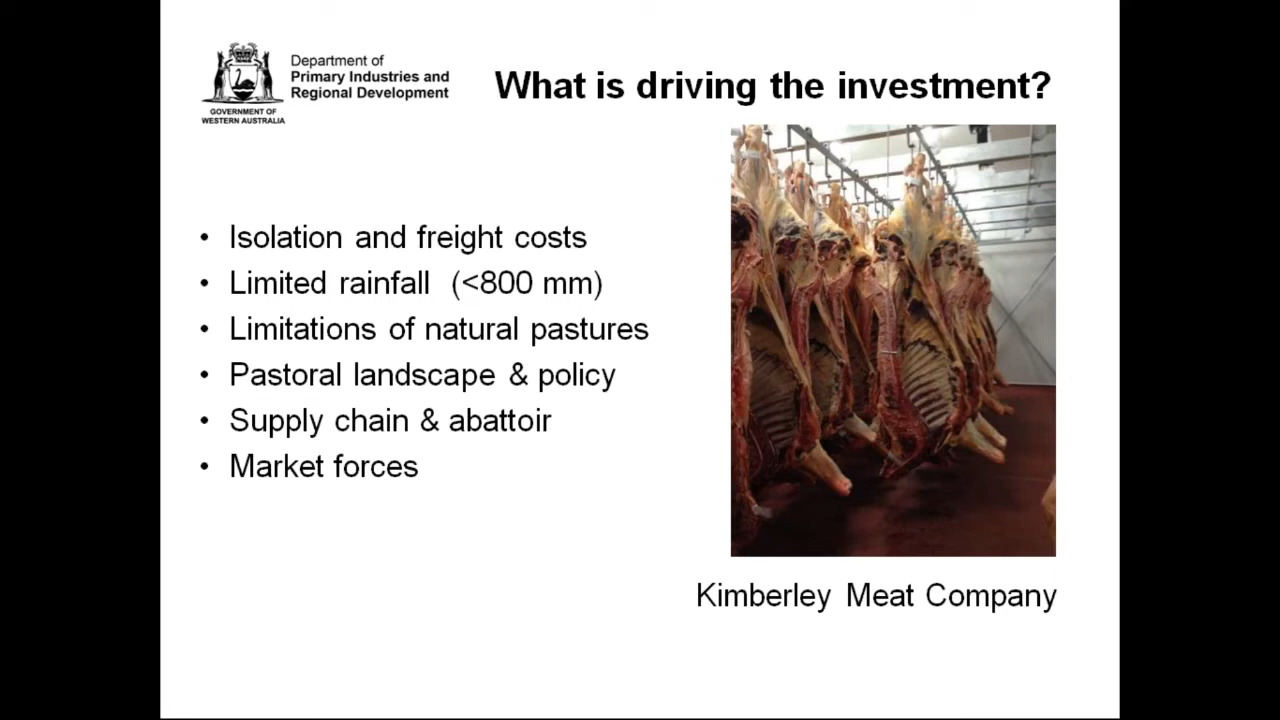 Department of
Primary Industries and
Regional Development
GOVERNMENT OF
WESTERN AUSTRALIA
What is driving the investment?
• Isolation and freight costs
• Limited rainfall (<800 mm)
• Limitations of natural pastures
• Pastoral landscape & policy
• Supply chain & abattoir
• Market forces
Kimberley Meat Company